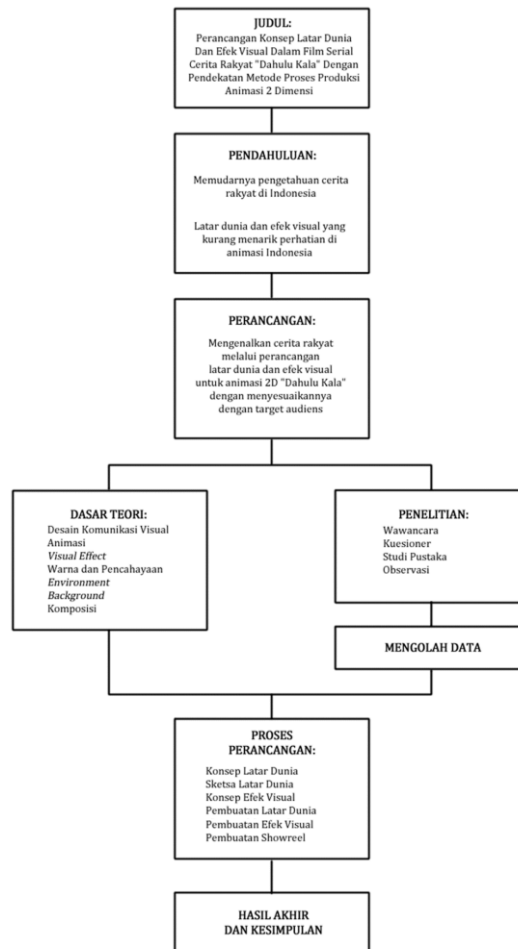 JUDUL:
Perancangan Konsep Latar Dunia
Dan Efek Visual Dalam Film Serial
Cerita Rakyat "Dahulu Kala" Dengan
Pendekatan Metode Proses Produksi
Animasi 2 Dimensi
PENDAHULUAN:
Memudarnya pengetahuan cerita
rakyat di Indonesia
Latar dunia dan efek visual yang
kurang menarik perhatian di
animasi Indonesia
PERANCANGAN:
Mengenalkan cerita rakyat
melalui perancangan
latar dunia dan efek visual
untuk animasi 2D "Dahulu Kala"
dengan menyesuaikannya
dengan target audiens
DASAR TEORI:
Desain Komunikasi Visual
Animasi
Visual Effect
Warna dan Pencahayaan
Environment
Background
Komposisi
PENELITIAN:
Wawancara
Kuesioner
Studi Pustaka
Observasi
MENGOLAH DATA
PROSES
PERANCANGAN:
Konsep Latar Dunia
Sketsa Latar Dunia
Konsep Efek Visual
Pembuatan Latar Dunia
Pembuatan Efek Visual
Pembuatan Showreel
HASIL AKHIR
DAN KESIMPULAN